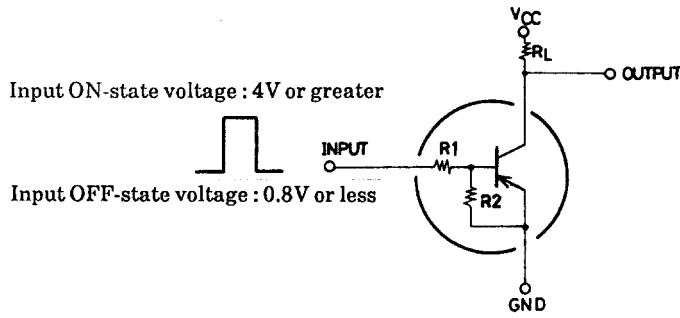 VCC
RL
OUTPUT
Input ON-state voltage : 4V or greater
INPUT
R1
Input OFF-state voltage : 0.8V or less
R2
GND